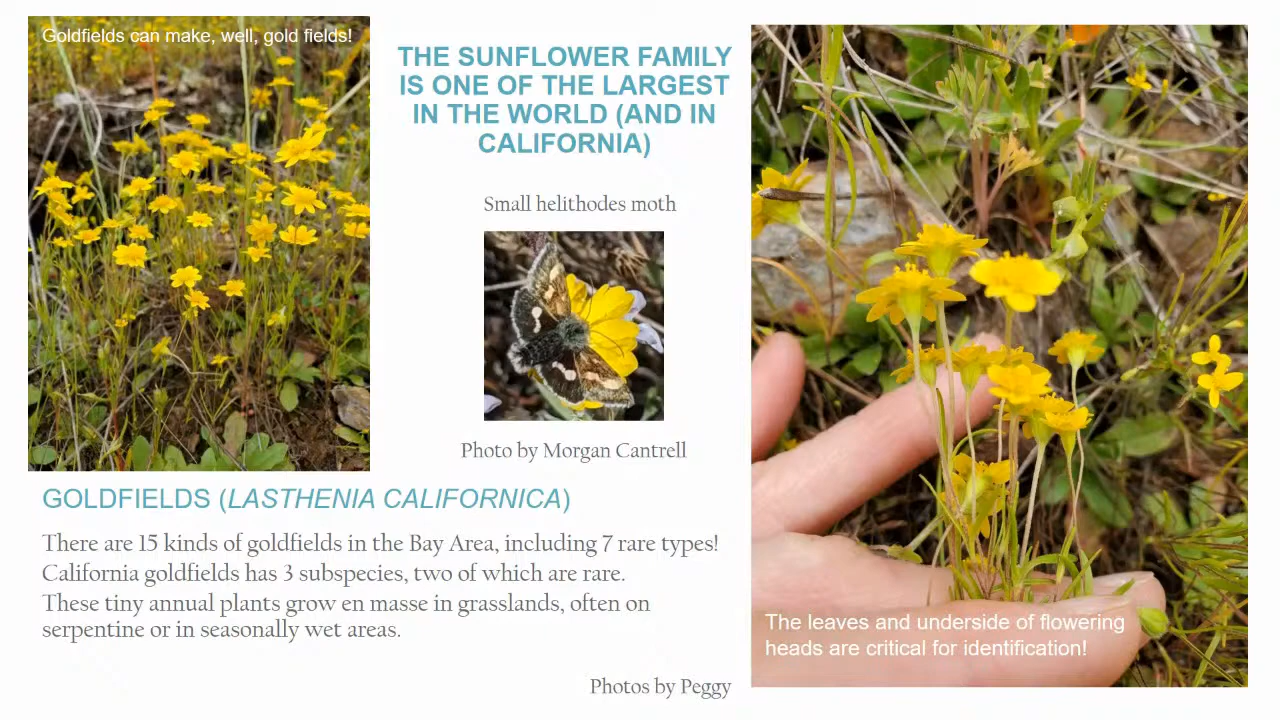 Goldfields can make, well, gold fields!
THE SUNFLOWER FAMILY
IS ONE OF THE LARGEST
IN THE WORLD (AND IN
CALIFORNIA)
Small helithodes moth
Photo by Morgan Cantrell
GOLDFIELDS (LASTHENIA CALIFORNICA)
There are 15 kinds of goldfields in the Bay Area, including 7 rare types!
California goldfields has 3 subspecies, two of which are rare.
These tiny annual plants grow en masse in grasslands, often on
serpentine or in seasonally wet areas.
Photos by Peggy
The leaves and underside of flowering
heads are critical for identification!